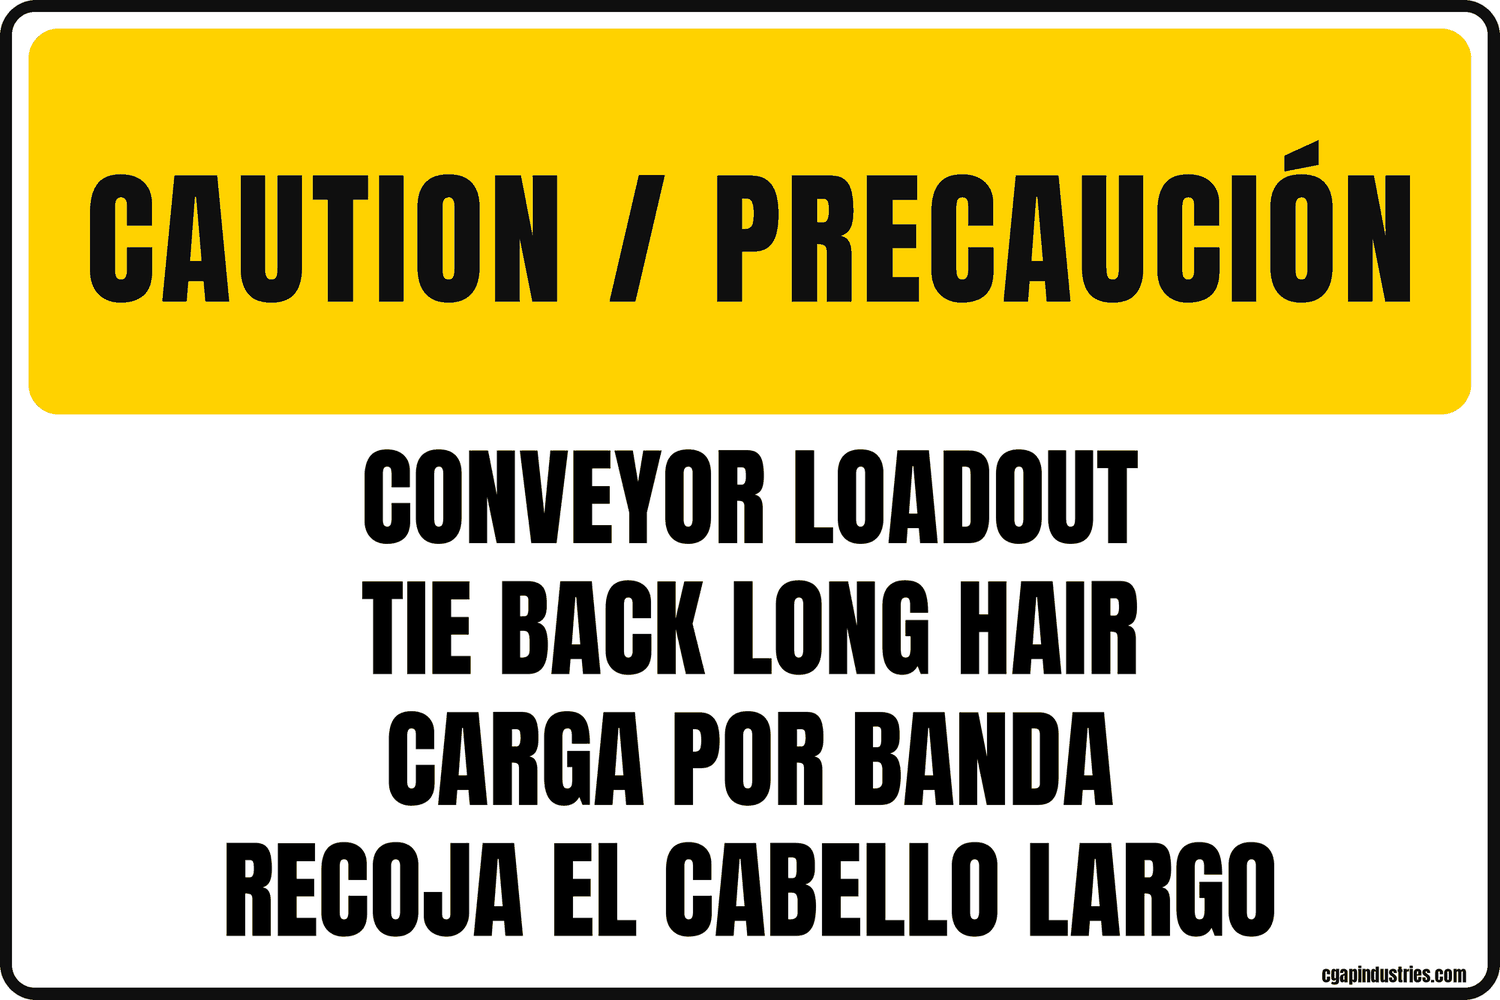 CAUTION / PRECAUCIÓN
CONVEYOR LOADOUT
TIE BACK LONG HAIR
CARGA POR BANDA
RECOJA EL CABELLO LARGO
cgapindustries.com